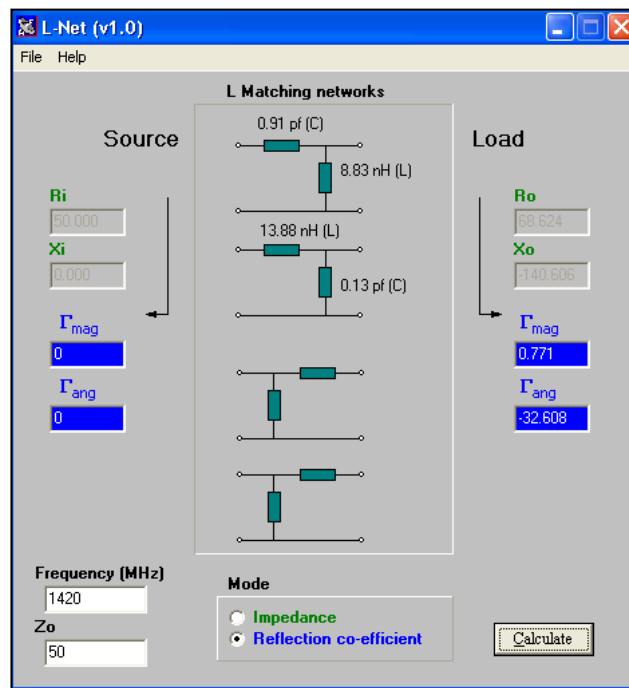 L-Net (v1.0)
File Help
L Matching networks
Source
Load
0.91 pf (C)
8.83 nH (L)
13.88 nH (L)
0.13 pf (C)
Ri
50.000
Xi
0.000
Γmag
0
Γang
0
Ro
68.624
Xo
-140.606
Γmag
0.771
Γang
-32.608
Frequency (MHz)
1420
Zo
50
Mode
Impedance
Reflection co-efficient
Calculate